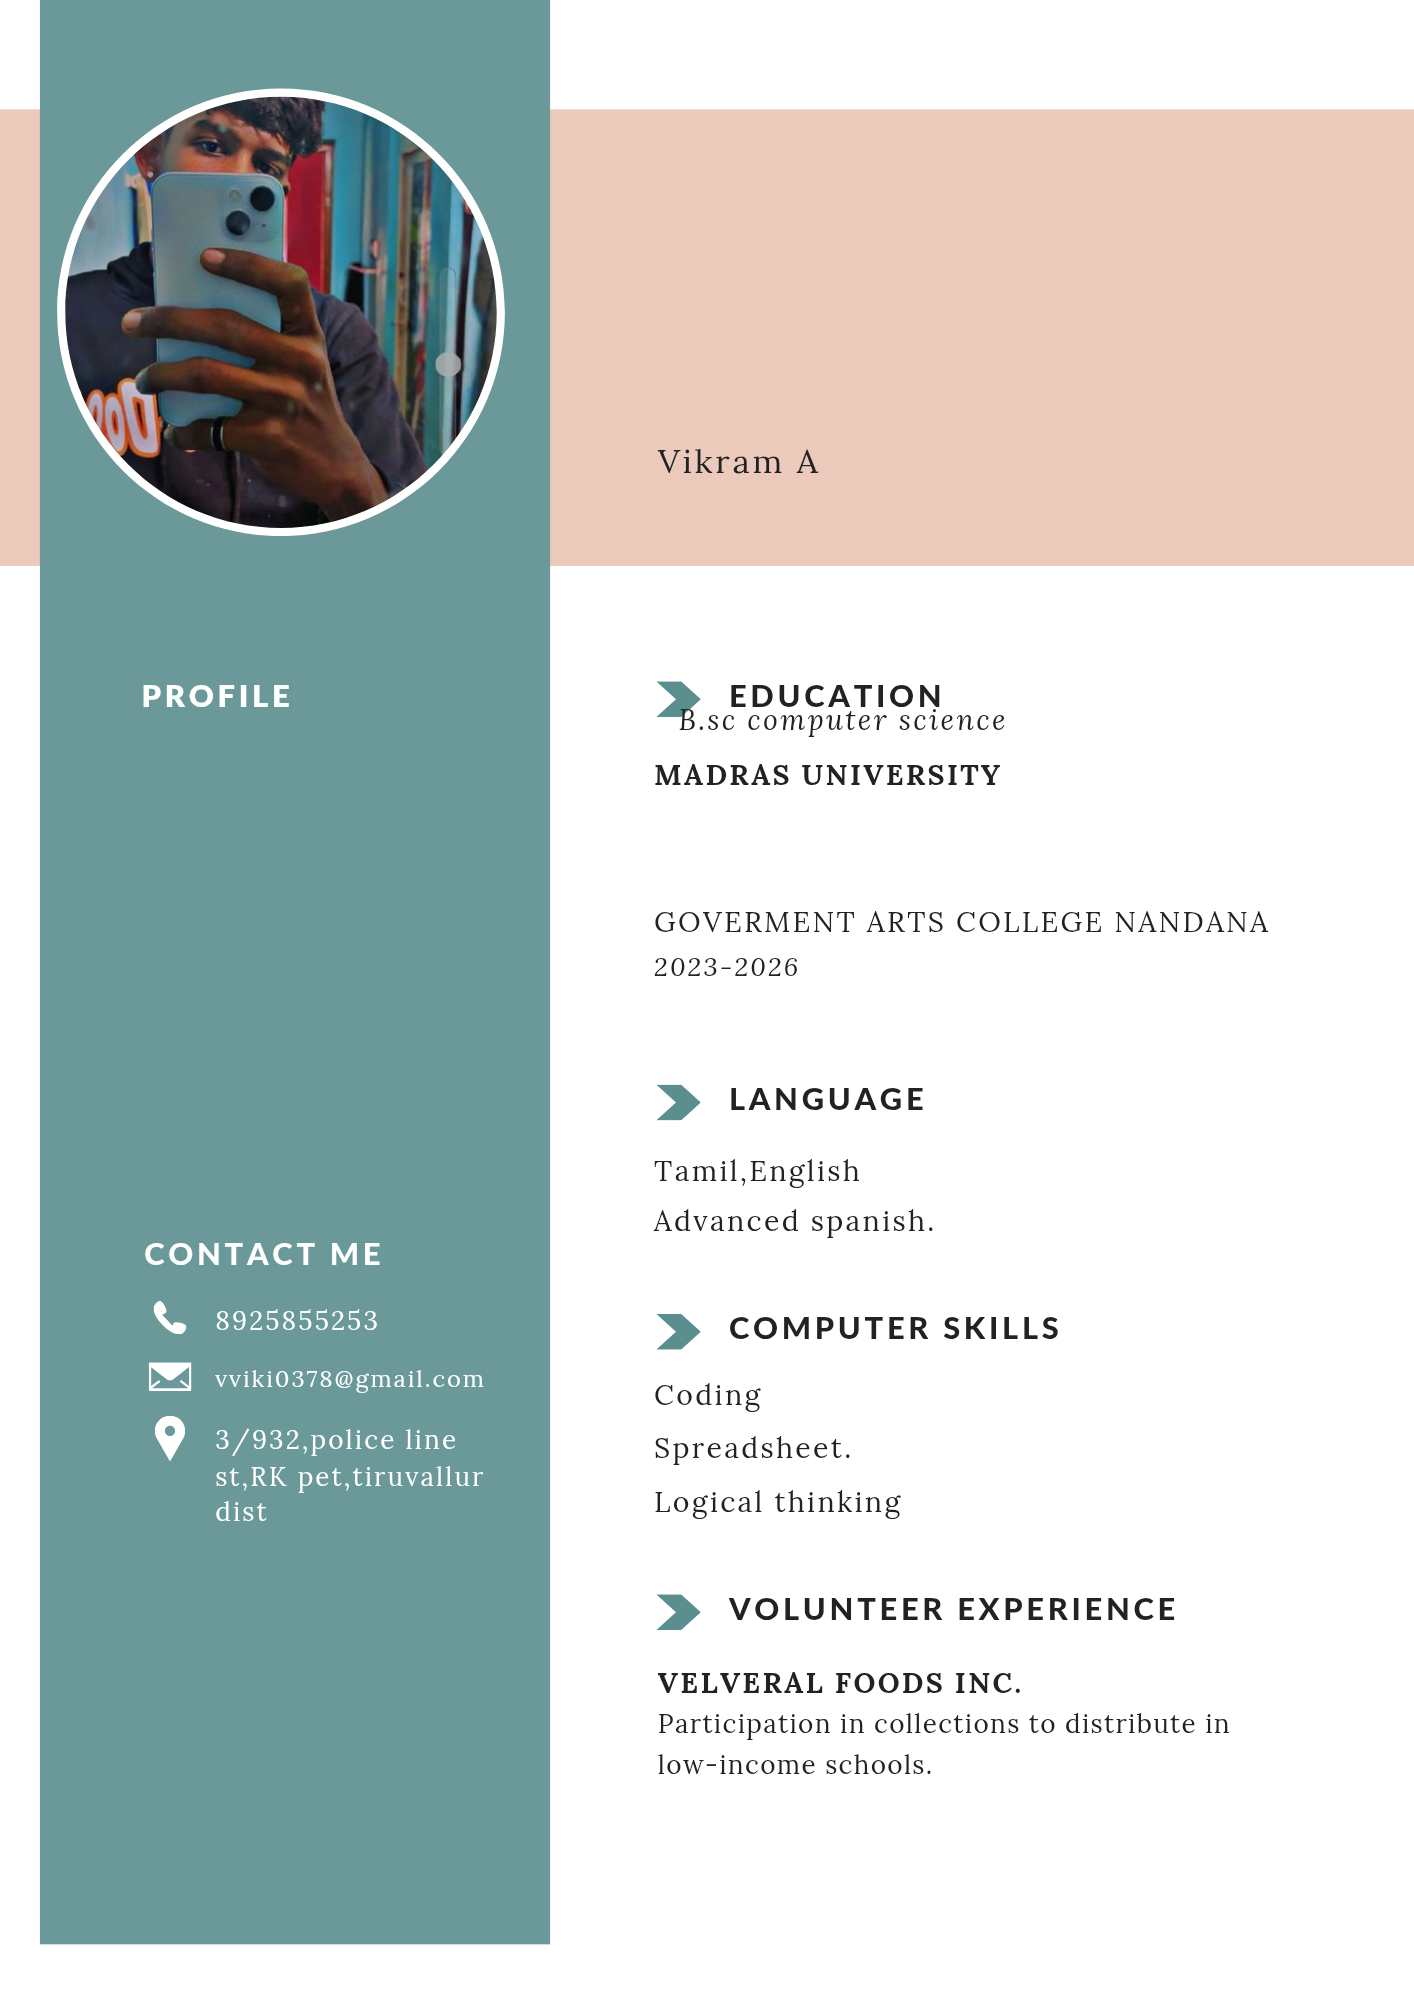 Vikram A
PROFILE
CONTACT ME
8925855253
vviki0378@gmail.com
3/932,police line
st,RK pet,tiruvallur
dist
EDUCATION
B.sc computer science
MADRAS UNIVERSITY
GOVERMENT ARTS COLLEGE NANDANA
2023-2026
LANGUAGE
Tamil,English
Advanced spanish.
COMPUTER SKILLS
Coding
Spreadsheet.
Logical thinking
VOLUNTEER EXPERIENCE
VELVERAL FOODS INC.
Participation in collections to distribute in
low-income schools.